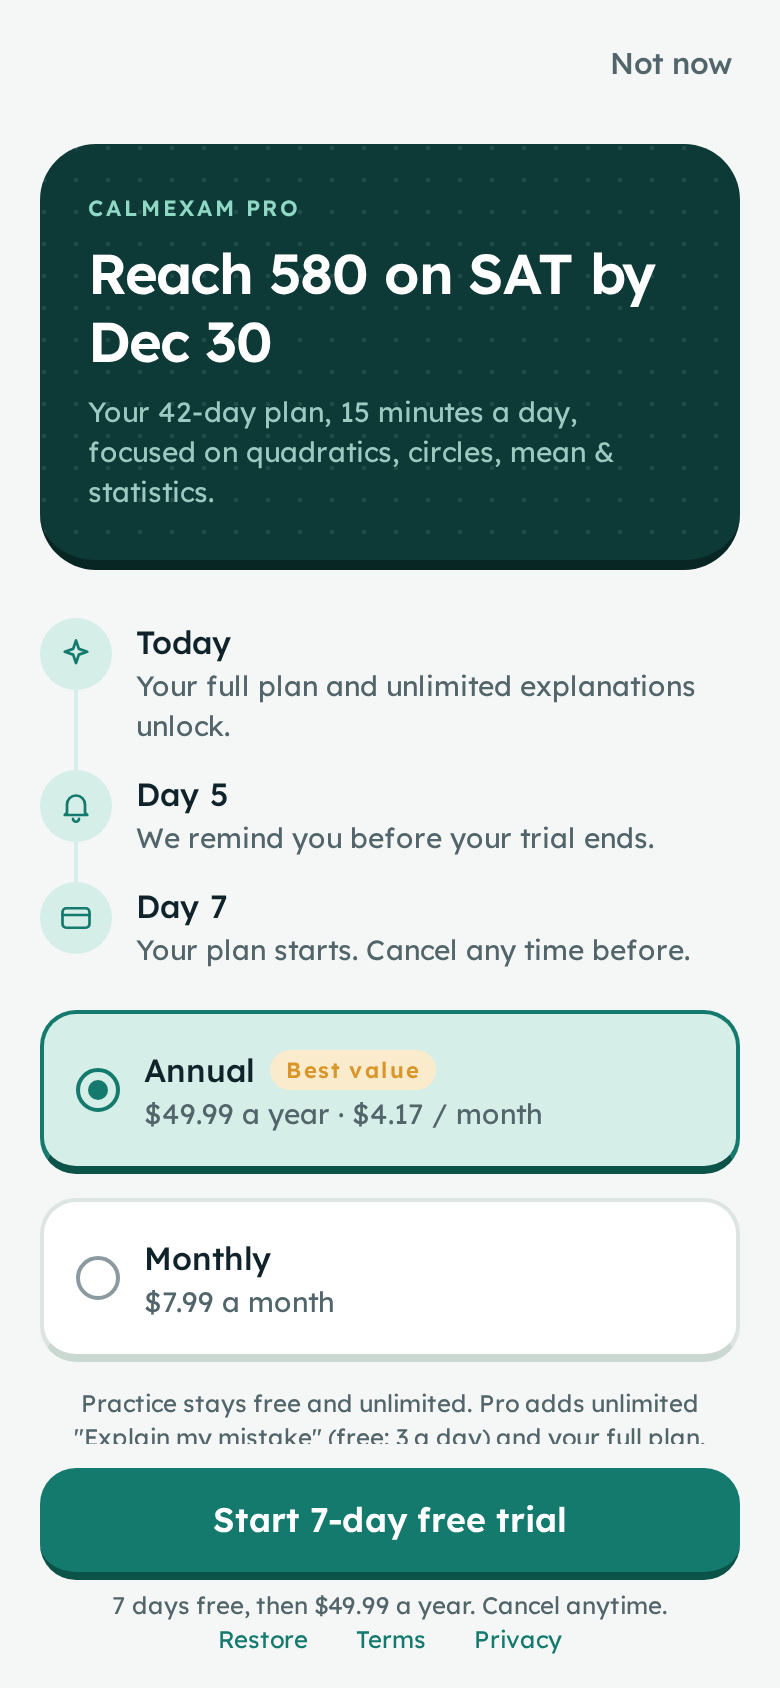 Not now
CALMEXAM PRO
Reach 580 on SAT by
Dec 30
Your 42-day plan, 15 minutes a day,
focused on quadratics, circles, mean &
statistics.
Today
Your full plan and unlimited explanations
unlock.
Day 5
We remind you before your trial ends.
Day 7
Your plan starts. Cancel any time before.
Annual Best value
$49.99 a year · $4.17 / month
Monthly
$7.99 a month
Practice stays free and unlimited. Pro adds unlimited
"Explain my mistake" (free: 3 a day) and your full plan.
Start 7-day free trial
7 days free, then $49.99 a year. Cancel anytime.
Restore Terms Privacy